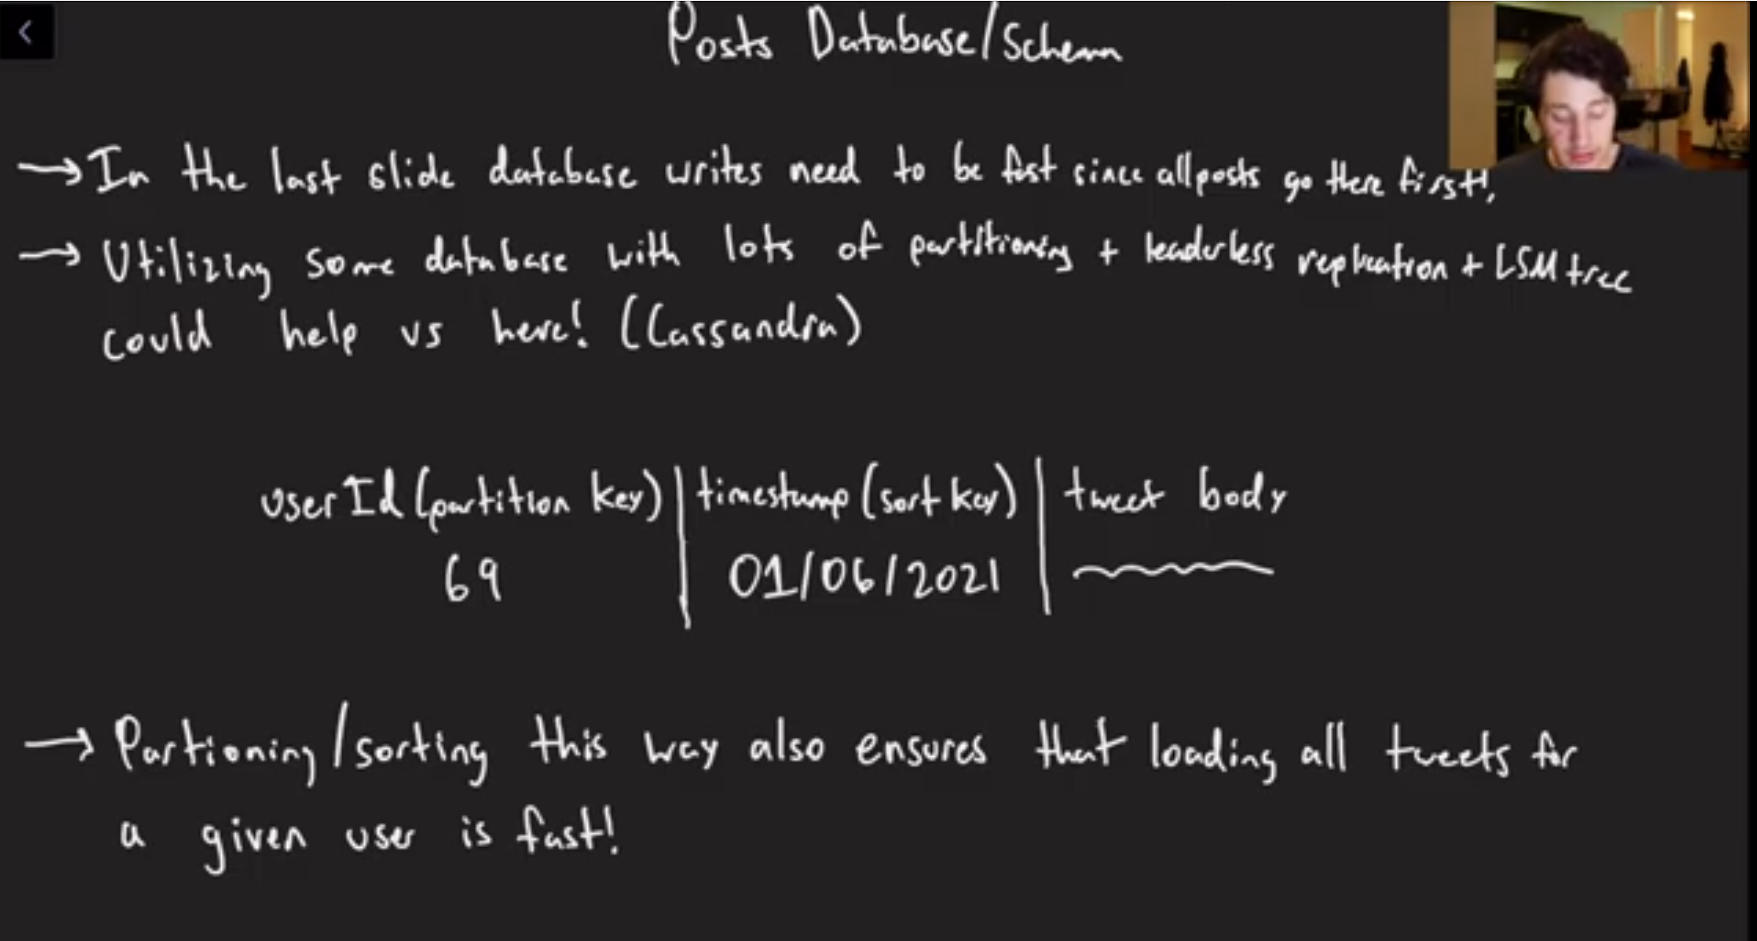 Posts Database/Schema
→ In the last slide database writes need to be fast since all posts go there first!
→ Utilizing some database with lots of partitioning + leaderless replication + LSM tree
could help us here! (Cassandra)
userId (partition key) | timestamp (sort key) | tweet body
69 | 01/06/2021 |
→ Partioning/sorting this way also ensures that loading all tweets for
a given user is fast!